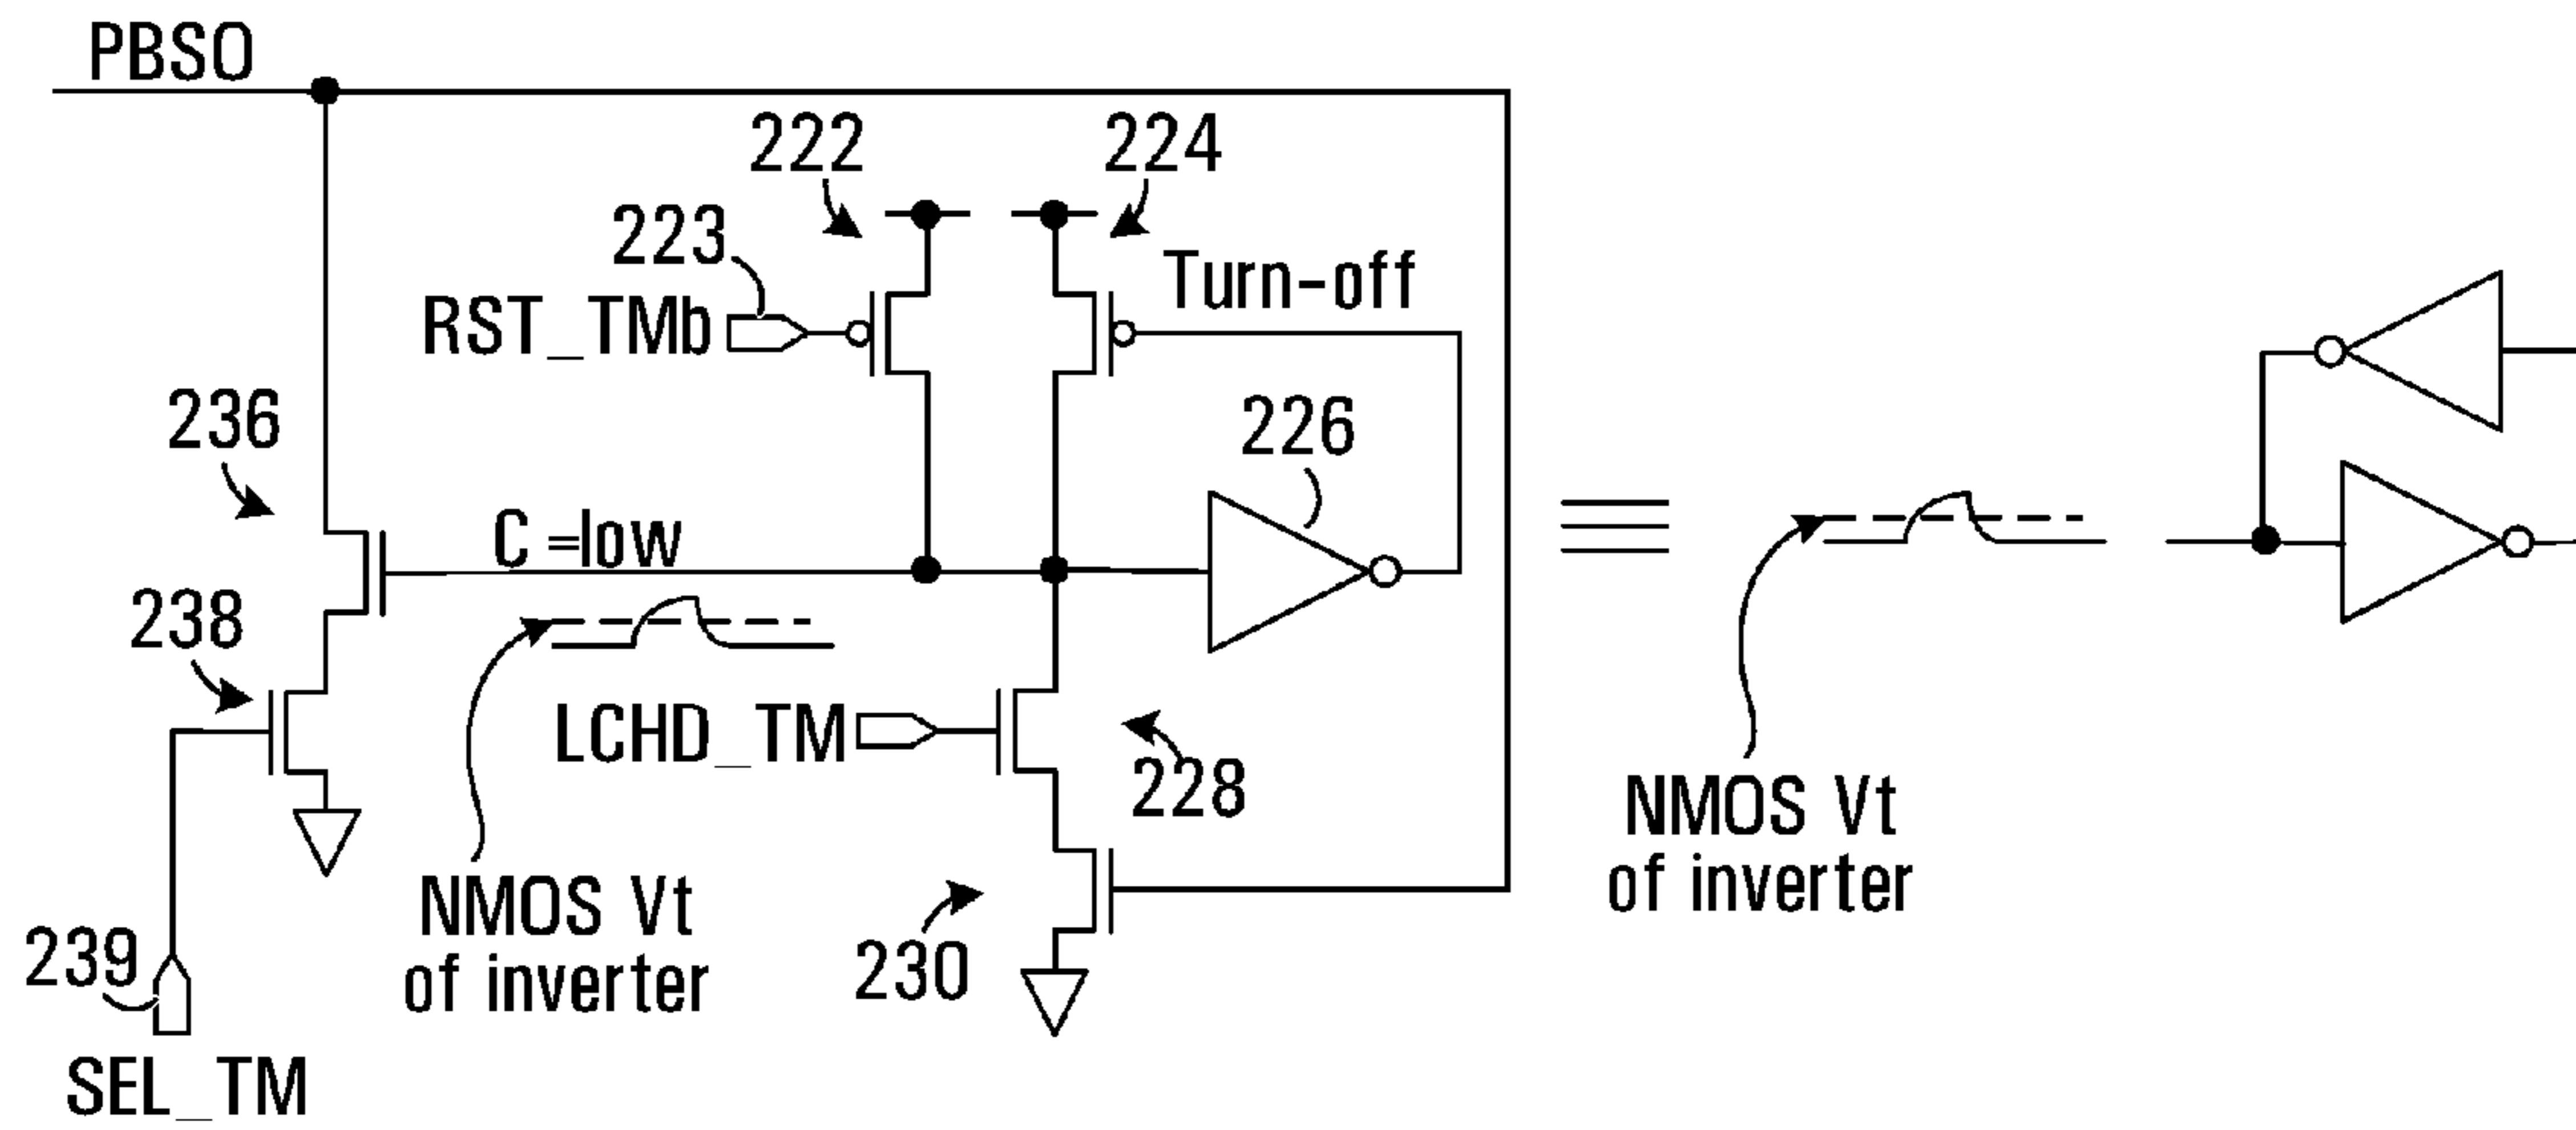 PBSO
222
224
223
Turn-off
RST_TMb
236
226
C =low
238
LCHD_TM
228
NMOS Vt
of inverter
NMOS Vt
of inverter
239
230
SEL_TM